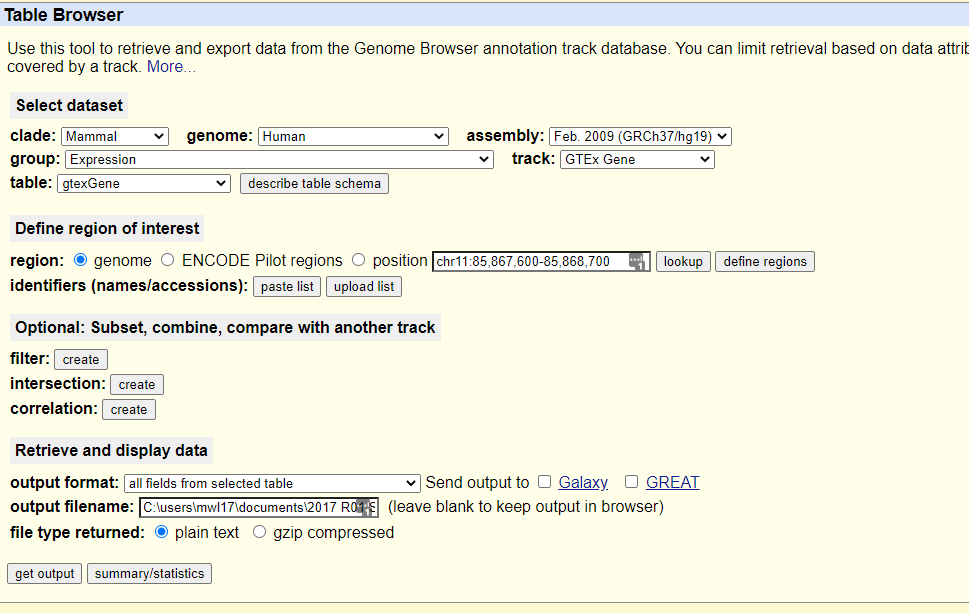 Table Browser
Use this tool to retrieve and export data from the Genome Browser annotation track database. You can limit retrieval based on data
covered by a track. More...
Select dataset
clade: Mammal genome: Human assembly: Feb. 2009 (GRCh37/hg19)
group: Expression track: GTEx Gene
table: gtexGene describe table schema
Define region of interest
region: genome ENCODE Pilot regions position chr11:85,867,600-85,868,700 lookup define regions
identifiers (names/accessions): paste list upload list
Optional: Subset, combine, compare with another track
filter: create
intersection: create
correlation: create
Retrieve and display data
output format: all fields from selected table Send output to Galaxy GREAT
output filename: C:\users\mwl17\documents\2017 (leave blank to keep output in browser)
file type returned: plain text gzip compressed
get output summary/statistics